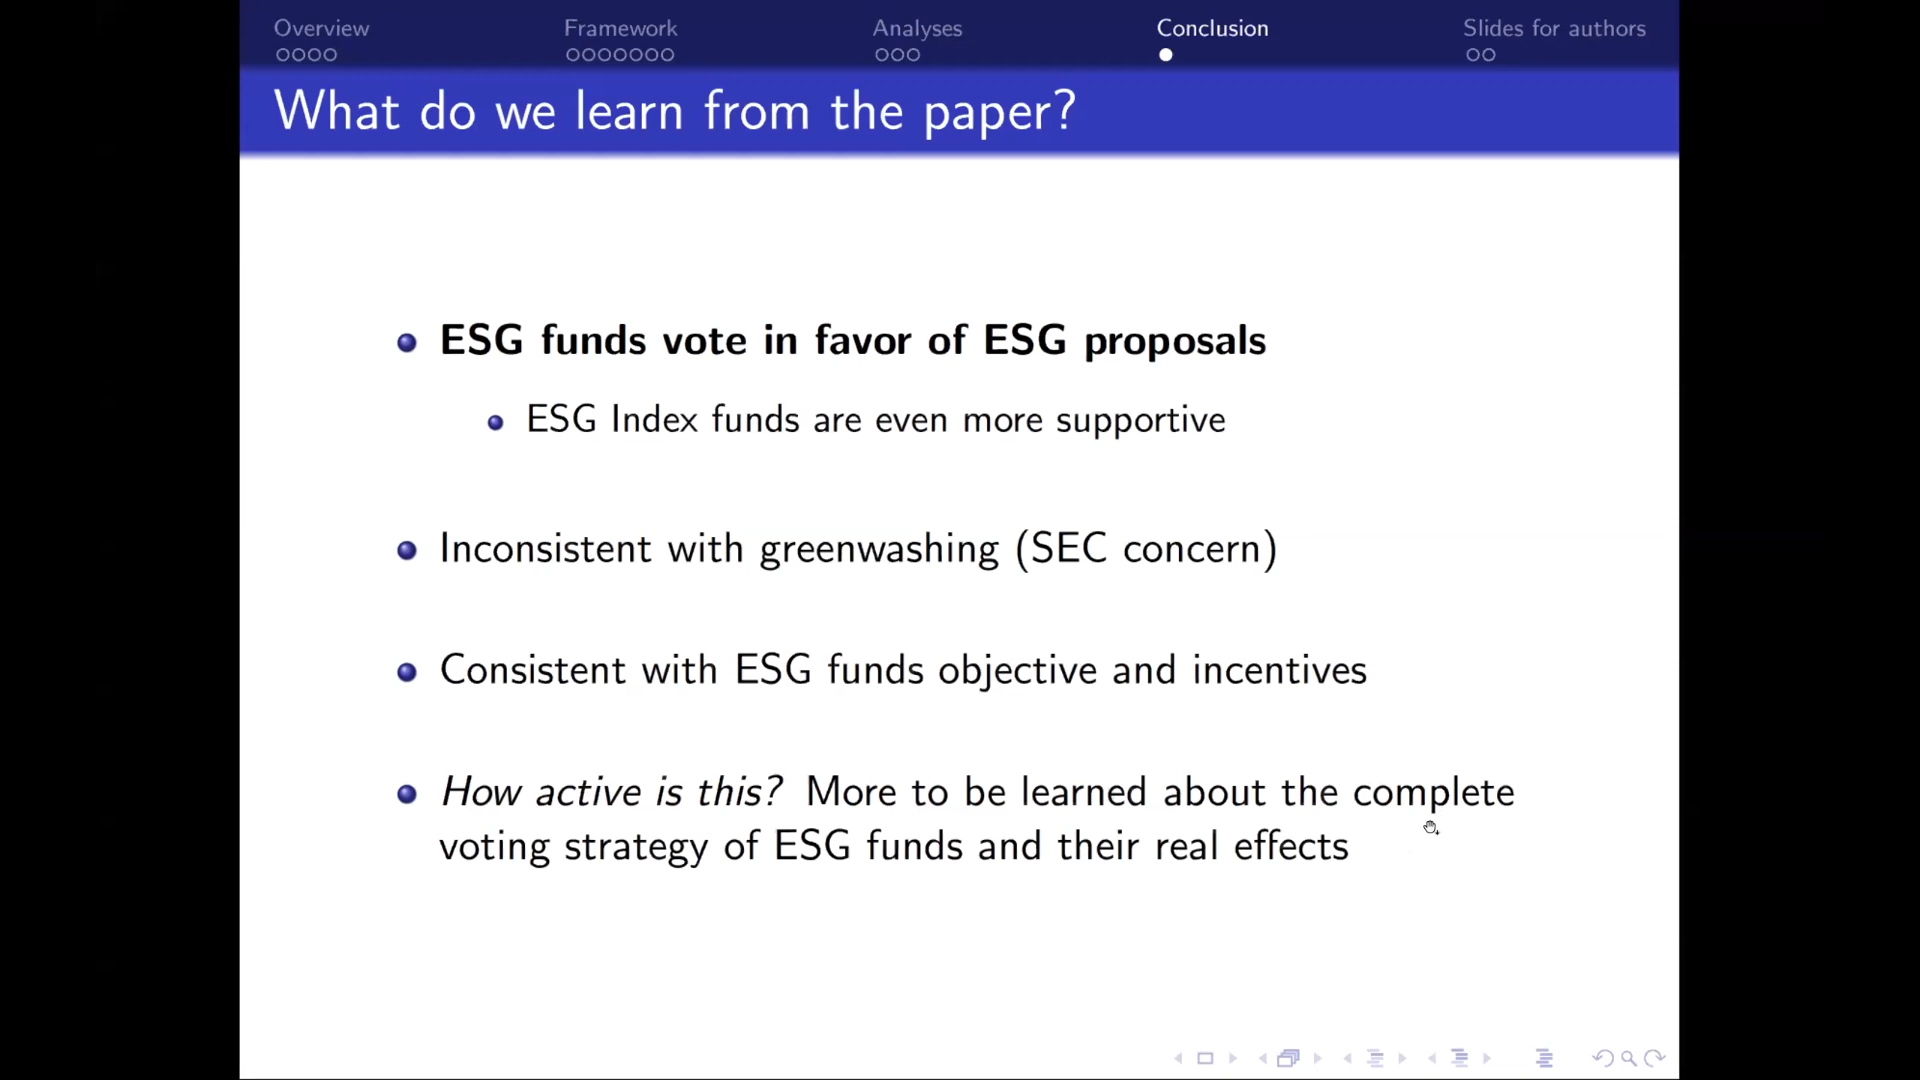 Overview Framework Analyses Conclusion Slides for authors
What do we learn from the paper?
ESG funds vote in favor of ESG proposals
ESG Index funds are even more supportive
Inconsistent with greenwashing (SEC concern)
Consistent with ESG funds objective and incentives
How active is this? More to be learned about the complete
voting strategy of ESG funds and their real effects